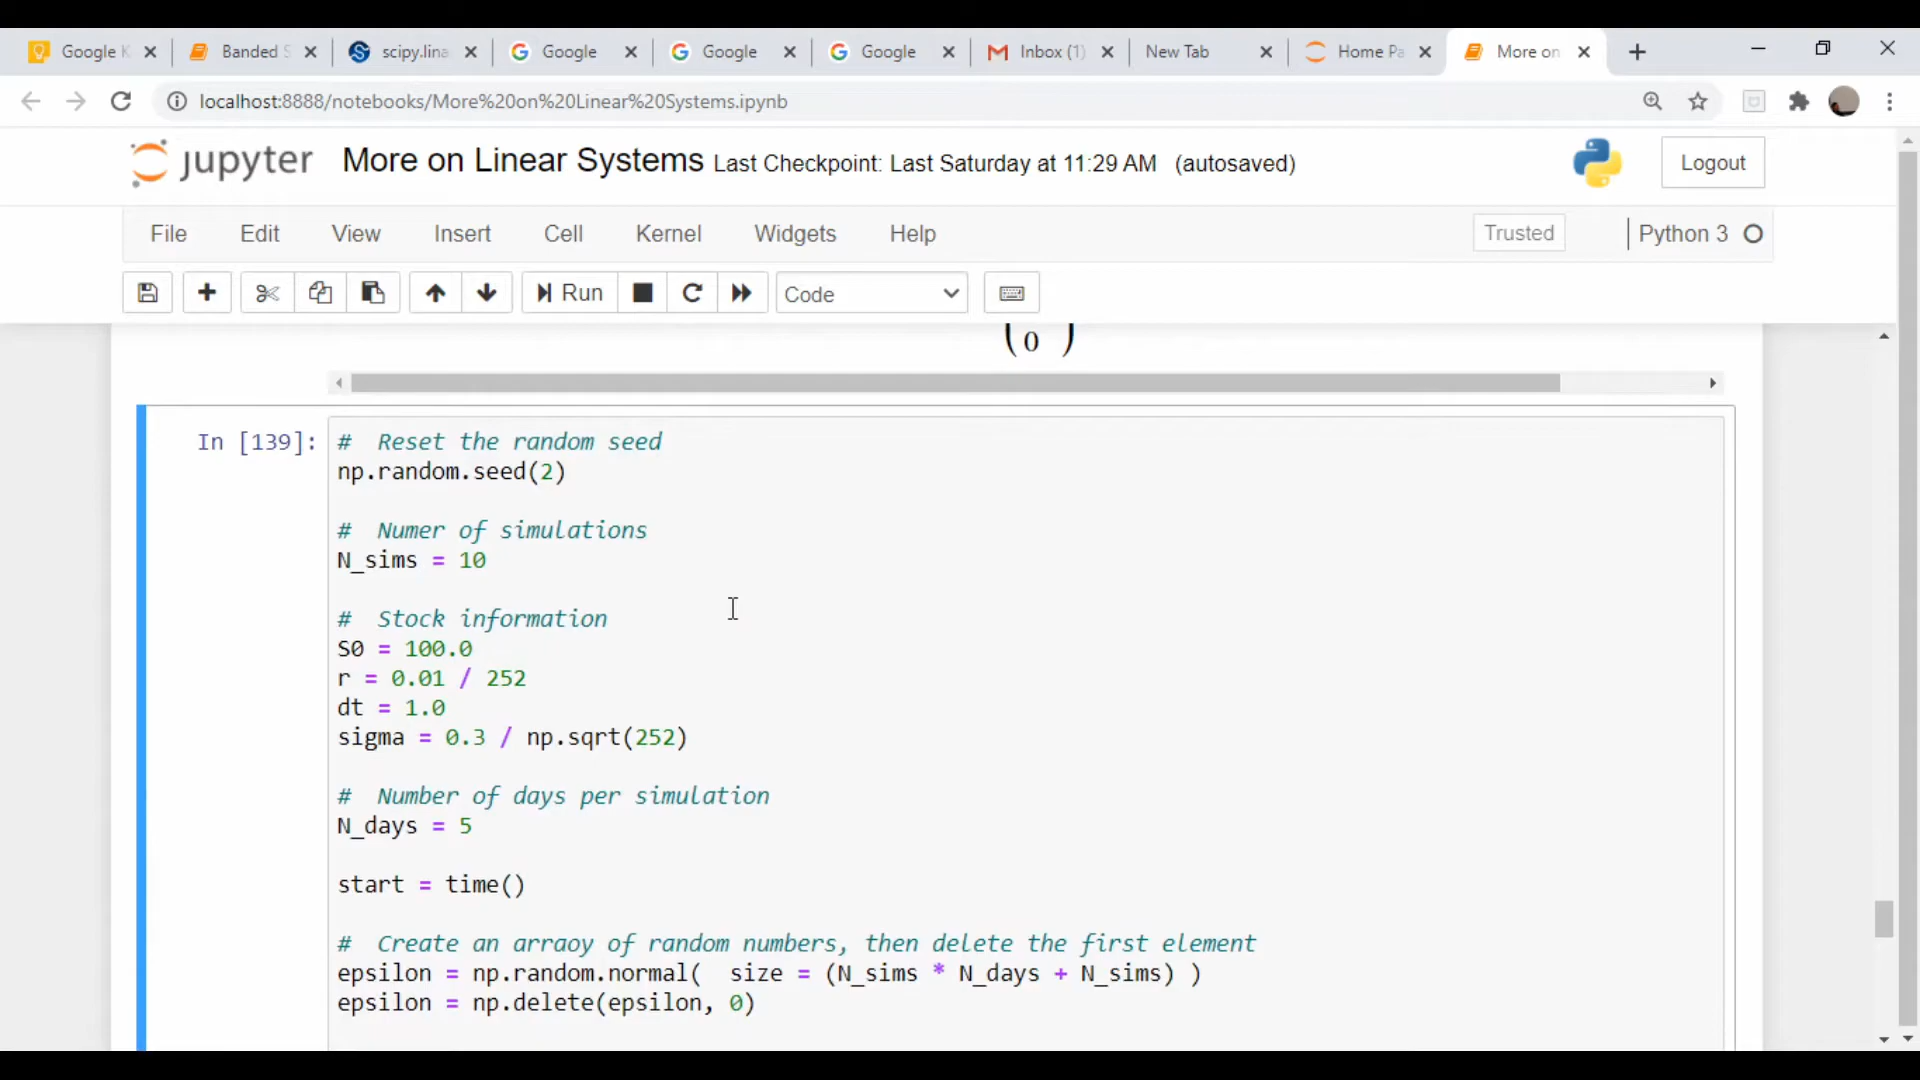 Google K
Banded S
scipy.lina
Google
Google
Google
Inbox (1)
New Tab
Home Pa
More on
localhost:8888/notebooks/More%20on%20Linear%20Systems.ipynb
jupyter More on Linear Systems Last Checkpoint: Last Saturday at 11:29 AM (autosaved)
Logout
File Edit View Insert Cell Kernel Widgets Help
Trusted
Python 3
Run
Code
( 0 )
In [139]:
# Reset the random seed
np.random.seed(2)
# Numer of simulations
N_sims = 10
# Stock information
S0 = 100.0
r = 0.01 / 252
dt = 1.0
sigma = 0.3 / np.sqrt(252)
# Number of days per simulation
N_days = 5
start = time()
# Create an arraoy of random numbers, then delete the first element
epsilon = np.random.normal(  size = (N_sims * N_days + N_sims) )
epsilon = np.delete(epsilon, 0)